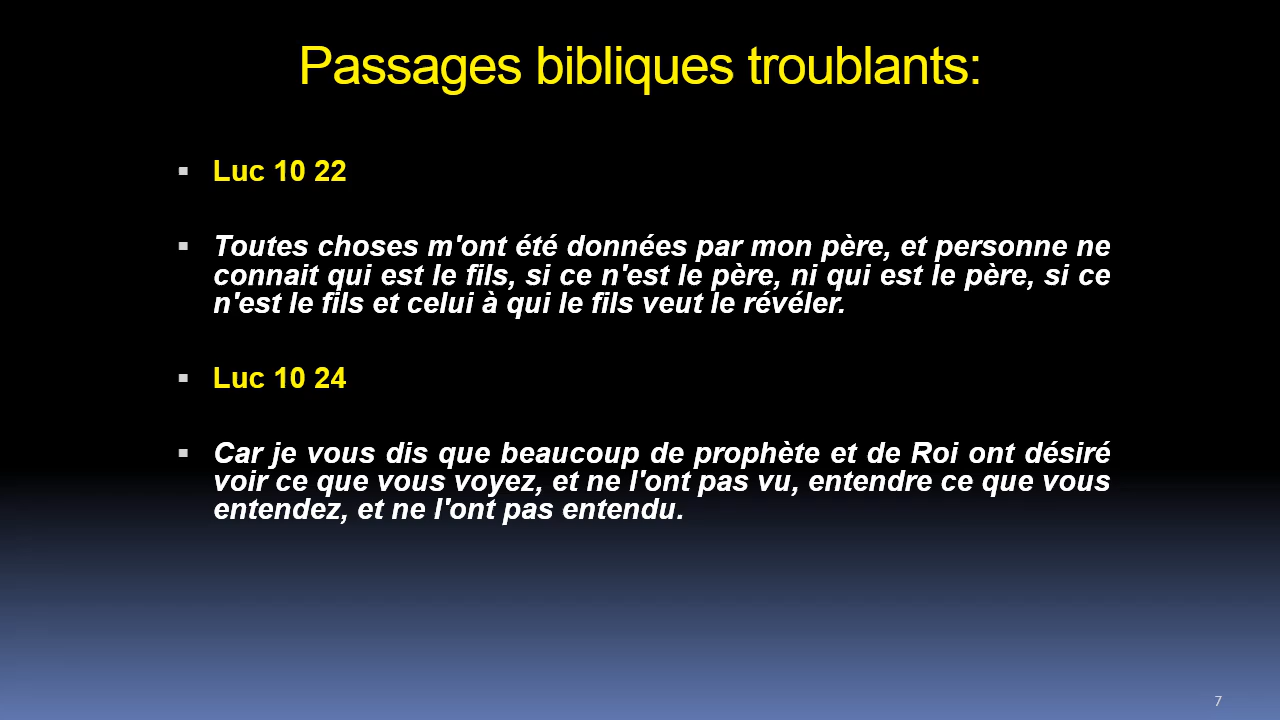 Passages bibliques troublants:
Luc 10 22
Toutes choses m'ont été données par mon père, et personne ne
connait qui est le fils, si ce n'est le père, ni qui est le père, si ce
n'est le fils et celui à qui le fils veut le révéler.
Luc 10 24
Car je vous dis que beaucoup de prophète et de Roi ont désiré
voir ce que vous voyez, et ne l'ont pas vu, entendre ce que vous
entendez, et ne l'ont pas entendu.
7